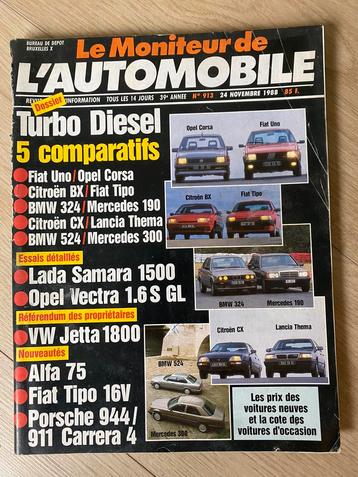 BUREAU DE DEPOT
BRUXELLES X
Le Moniteur de
L'AUTOMOBILE
INFORMATION TOUS LES 14 JOURS 39e ANNÉE N° 913 24 NOVEMBRE 1988 85 F.
Dossier
Turbo Diesel
5 comparatifs
Fiat Uno/Opel Corsa
Citroën BX/Fiat Tipo
BMW 324/Mercedes 190
Citroën CX/Lancia Thema
BMW 524/Mercedes 300
Essais détaillés
Lada Samara 1500
Opel Vectra 1.6 S GL
Référendum des propriétaires
VW Jetta 1800
Nouveautés
Alfa 75
Fiat Tipo 16V
Porsche 944/
911 Carrera 4
Opel Corsa
Fiat Uno
Citroën BX
Fiat Tipo
BMW 324
Mercedes 190
Citroën CX
Lancia Thema
BMW 524
Mercedes 300
Les prix des
voitures neuves
et la cote des
voitures d'occasion